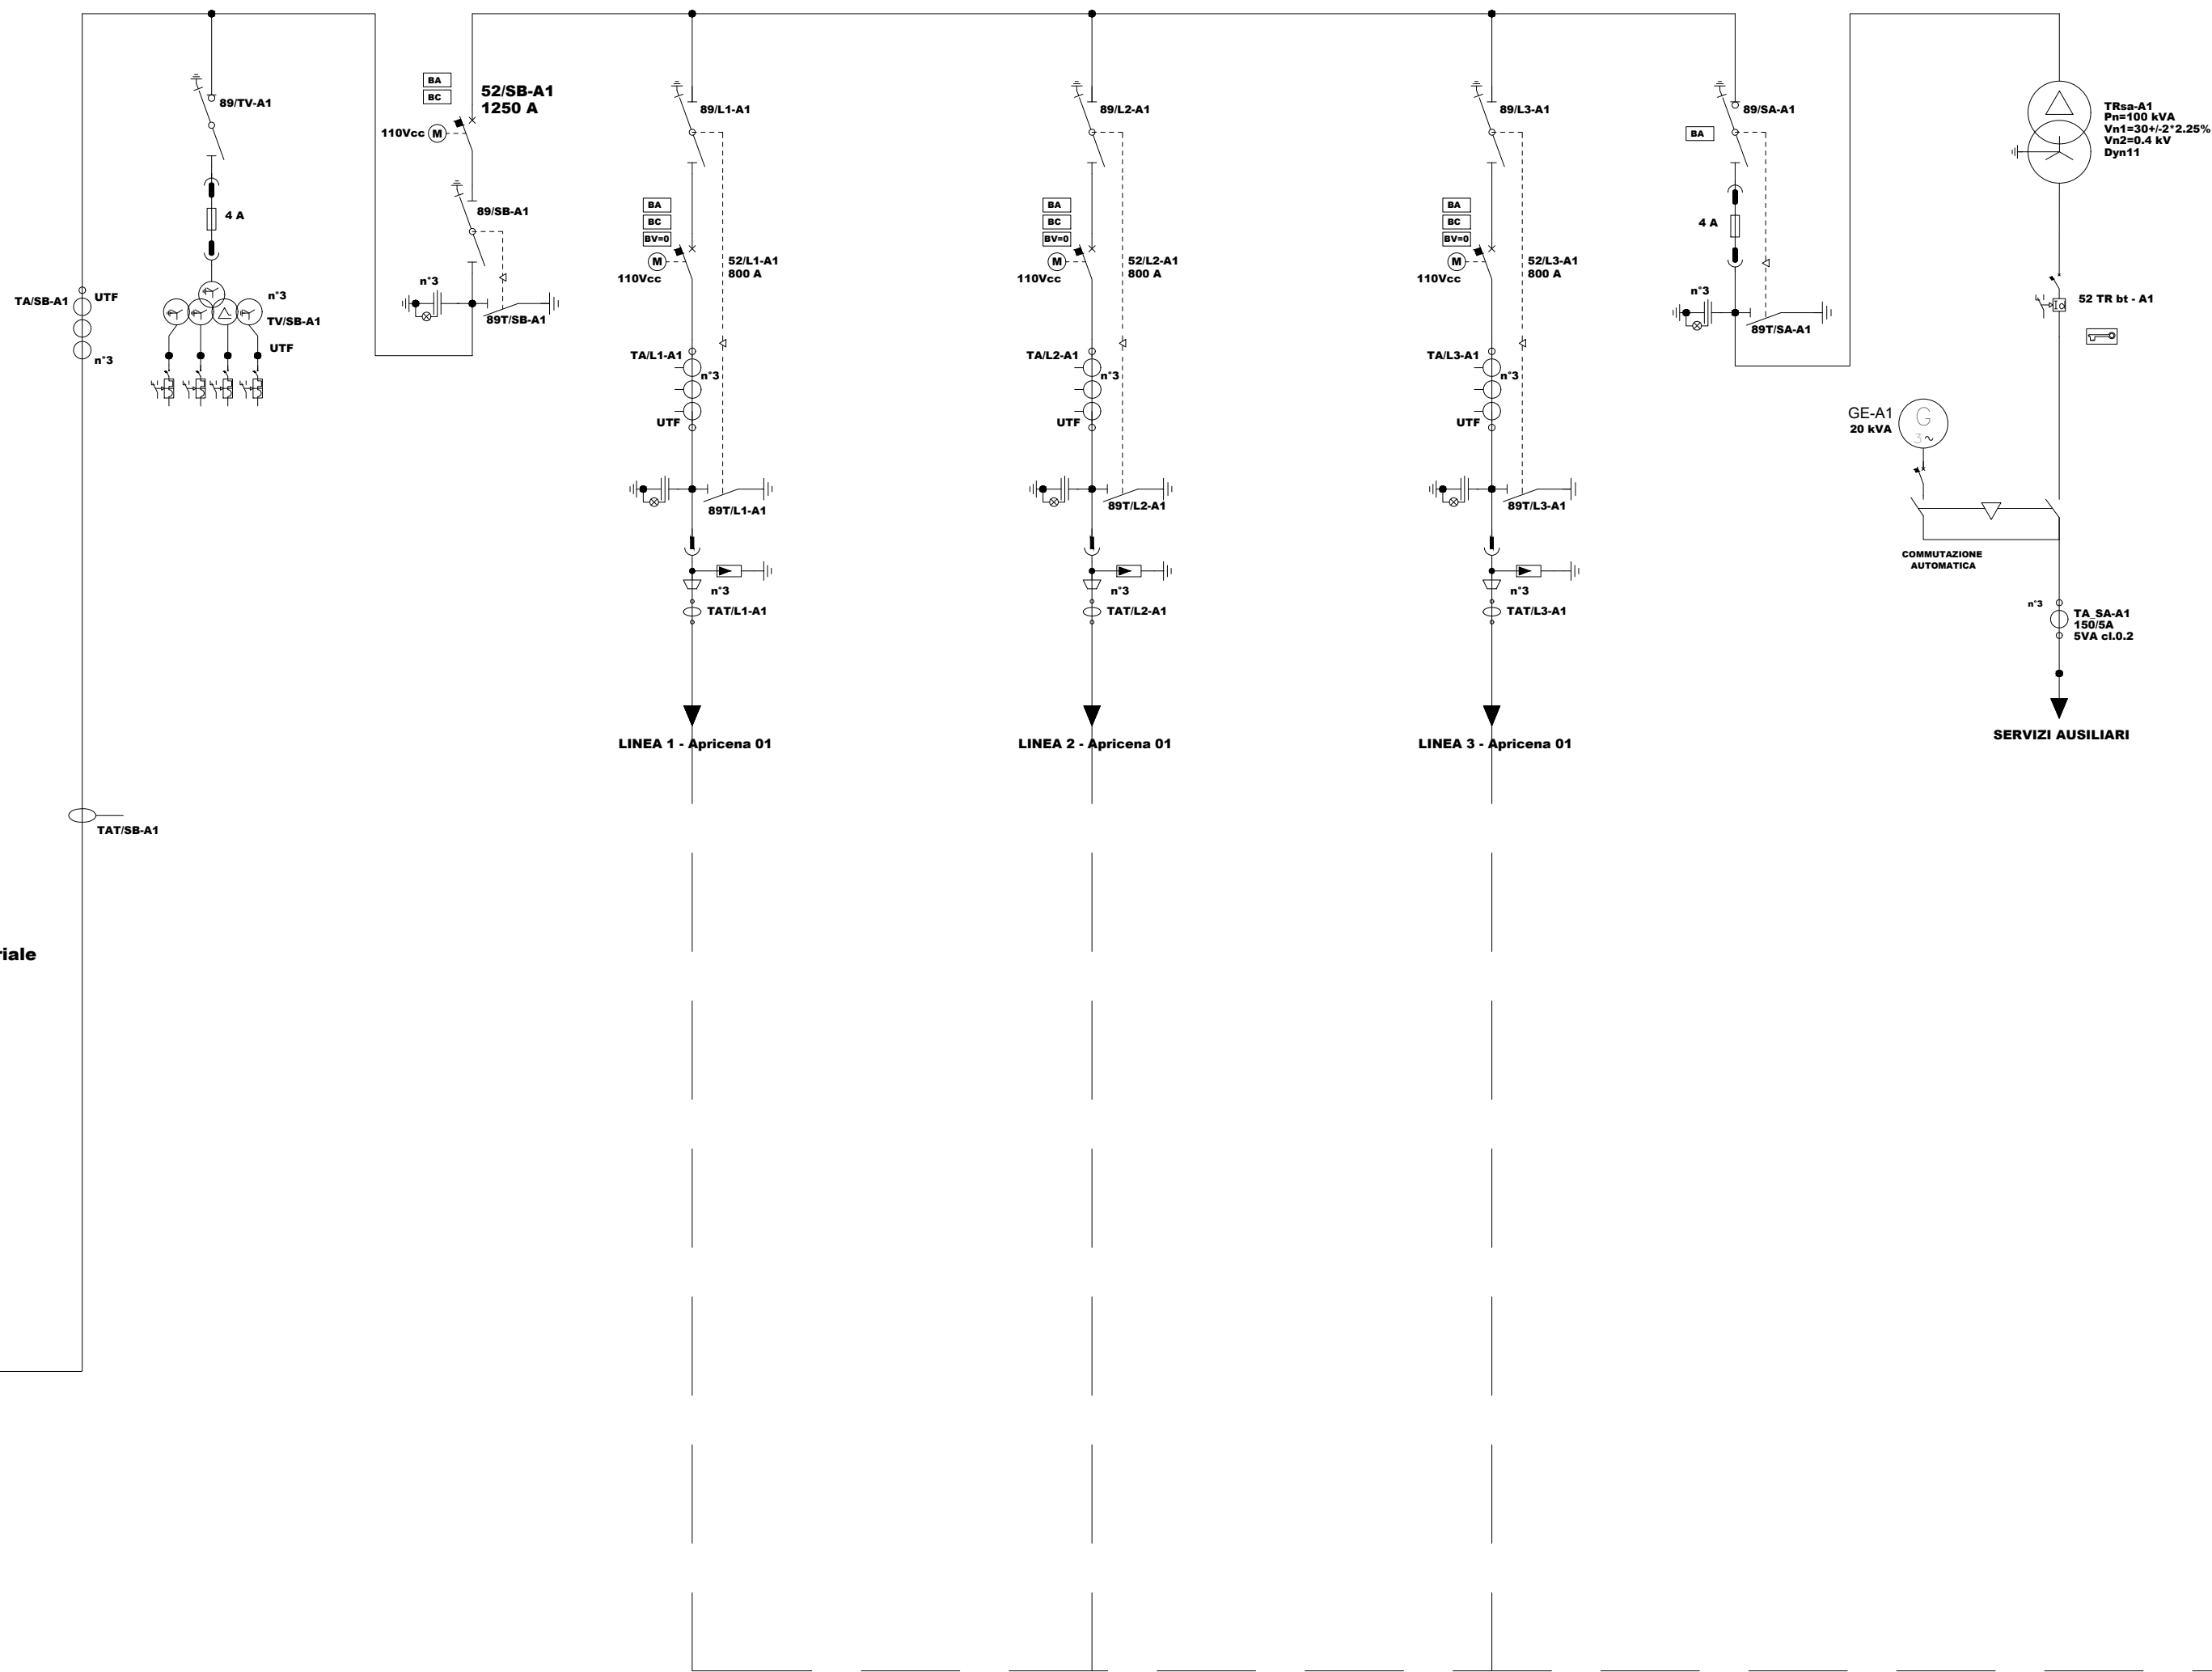 89/TV-A1
4 A
TA/SB-A1
UTF
n°3
n°3
TV/SB-A1
UTF
BA
BC
52/SB-A1
1250 A
110Vcc
M
89/SB-A1
n°3
89T/SB-A1
89/L1-A1
BA
BC
BV=0
M
110Vcc
52/L1-A1
800 A
TA/L1-A1
n°3
UTF
89T/L1-A1
n°3
TAT/L1-A1
LINEA 1 - Apricena 01
89/L2-A1
BA
BC
BV=0
M
110Vcc
52/L2-A1
800 A
TA/L2-A1
n°3
UTF
89T/L2-A1
n°3
TAT/L2-A1
LINEA 2 - Apricena 01
89/L3-A1
BA
BC
BV=0
M
110Vcc
52/L3-A1
800 A
TA/L3-A1
n°3
UTF
89T/L3-A1
n°3
TAT/L3-A1
LINEA 3 - Apricena 01
89/SA-A1
BA
4 A
n°3
89T/SA-A1
TRsa-A1
Pn=100 kVA
Vn1=30+/-2*2.25%
Vn2=0.4 kV
Dyn11
52 TR bt - A1
GE-A1
20 kVA
G
3~
COMMUTAZIONE
AUTOMATICA
n°3
TA_SA-A1
150/5A
5VA cl.0.2
SERVIZI AUSILIARI
TAT/SB-A1
riale